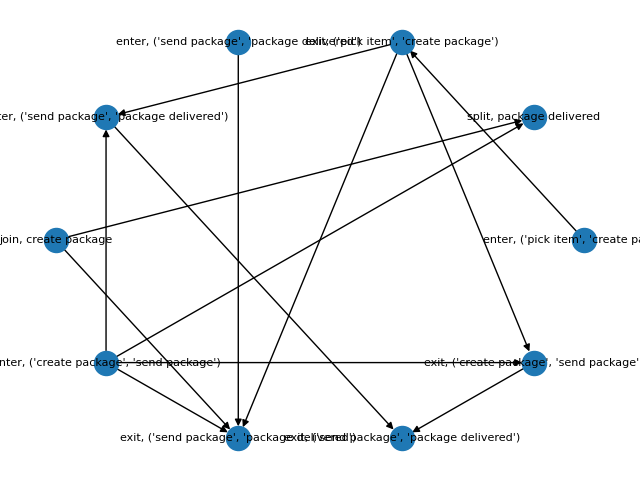 enter, ('send package', 'package delivered')
exit, ('pick item', 'create package')
ter, ('send package', 'package delivered')
split, package delivered
join, create package
enter, ('pick item', 'create pa
nter, ('create package', 'send package')
exit, ('create package', 'send package'
exit, ('send package', 'package delivered')
exit, ('send package', 'package delivered')